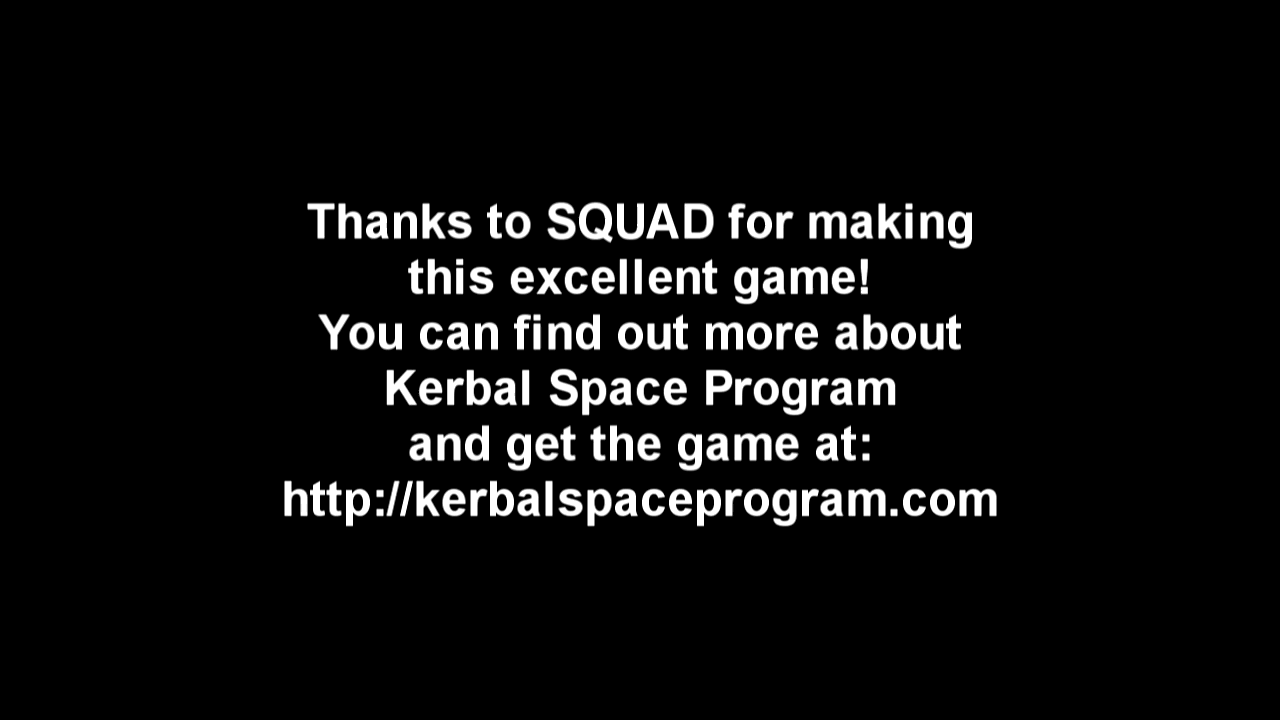 Thanks to SQUAD for making
this excellent game!
You can find out more about
Kerbal Space Program
and get the game at:
http://kerbalspaceprogram.com